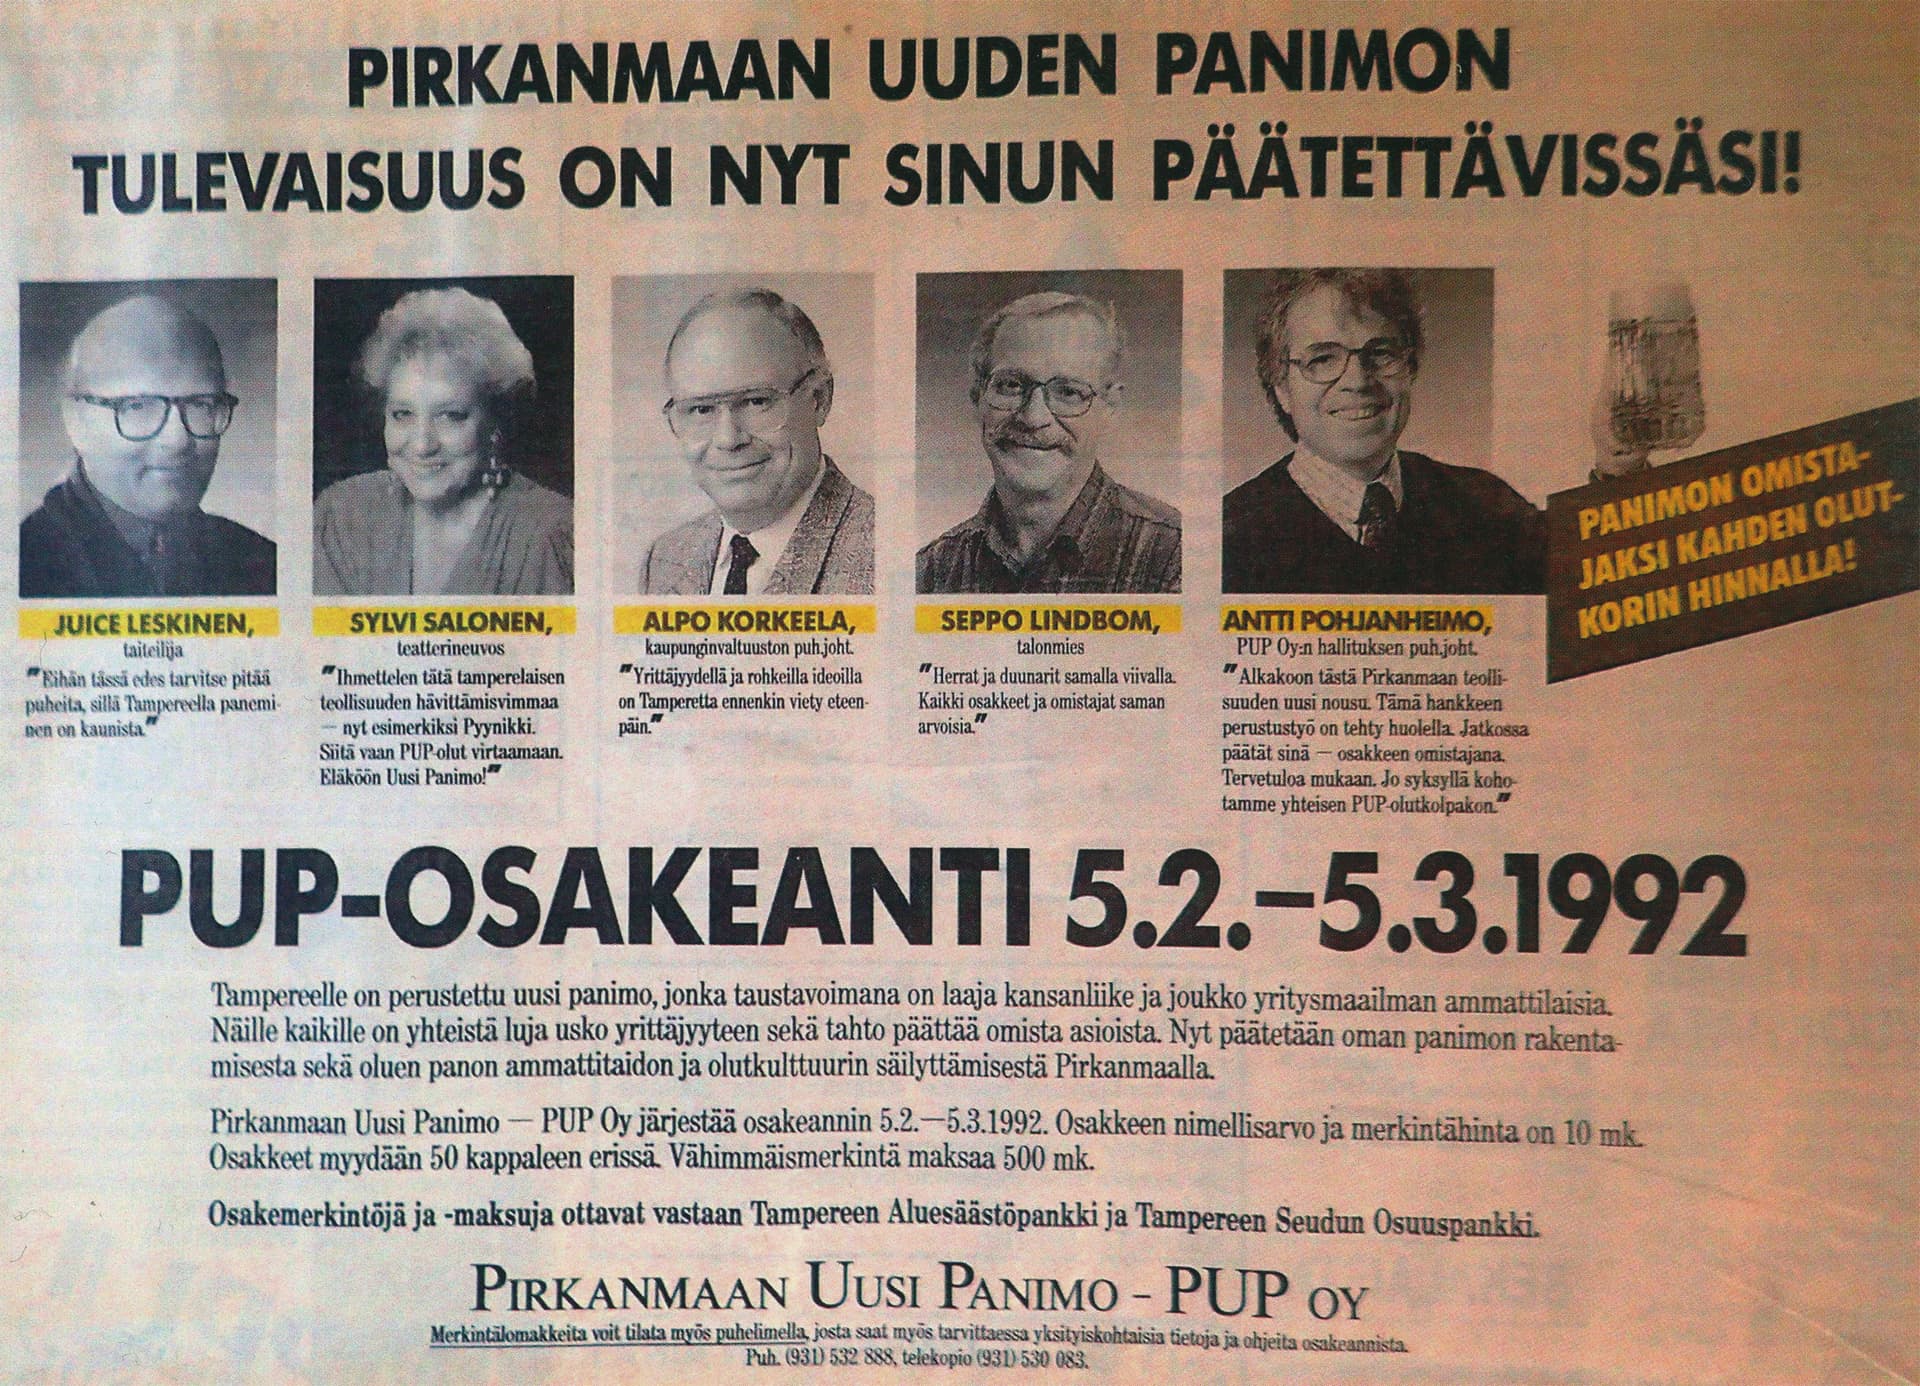 PIRKANMAAN UUDEN PANIMON
TULEVAISUUS ON NYT SINUN PÄÄTETTÄVISSÄSI!
JUICE LESKINEN,
taiteilija
"Eihän tässä edes tarvitse pitää
puheita, sillä Tampereella panemi-
nen on kaunista."
SYLVI SALONEN,
teatterineuvos
"Ihmettelen tätä tamperelaisen
teollisuuden hävittämisvimmaa
— nyt esimerkiksi Pyynikki.
Siitä vaan PUP-olut virtaamaan.
Eläköön Uusi Panimo!"
ALPO KORKEELA,
kaupunginvaltuuston puh.joht.
"Yrittäjyydellä ja rohkeilla ideoilla
on Tamperetta ennenkin viety eteen-
päin."
SEPPO LINDBOM,
talonmies
"Herrat ja duunarit samalla viivalla.
Kaikki osakkeet ja omistajat saman
arvoisia."
ANTTI POHJANHEIMO,
PUP Oy:n hallituksen puh.joht.
"Alkakoon tästä Pirkanmaan teolli-
suuden uusi nousu. Tämä hankkeen
perustustyö on tehty huolella. Jatkossa
päätät sinä — osakkeen omistajana.
Tervetuloa mukaan. Jo syksyllä koho-
tamme yhteisen PUP-olutkolpakon."
PANIMON OMISTA-
JAKSI KAHDEN OLUT-
KORIN HINNALLA!
PUP-OSAKEANTI 5.2.–5.3.1992
Tampereelle on perustettu uusi panimo, jonka taustavoimana on laaja kansanliike ja joukko yritysmaailman ammattilaisia.
Näille kaikille on yhteistä luja usko yrittäjyyteen sekä tahto päättää omista asioista. Nyt päätetään oman panimon rakenta-
misesta sekä oluen panon ammattitaidon ja olutkulttuurin säilyttämisestä Pirkanmaalla.
Pirkanmaan Uusi Panimo — PUP Oy järjestää osakeannin 5.2.—5.3.1992. Osakkeen nimellisarvo ja merkintähinta on 10 mk.
Osakkeet myydään 50 kappaleen erissä. Vähimmäismerkintä maksaa 500 mk.
Osakemerkintöjä ja -maksuja ottavat vastaan Tampereen Aluesäästöpankki ja Tampereen Seudun Osuuspankki.
PIRKANMAAN UUSI PANIMO - PUP OY
Merkintälomakkeita voit tilata myös puhelimella, josta saat myös tarvittaessa yksityiskohtaisia tietoja ja ohjeita osakeannista.
Puh. (931) 532 888, telekopio (931) 530 083.